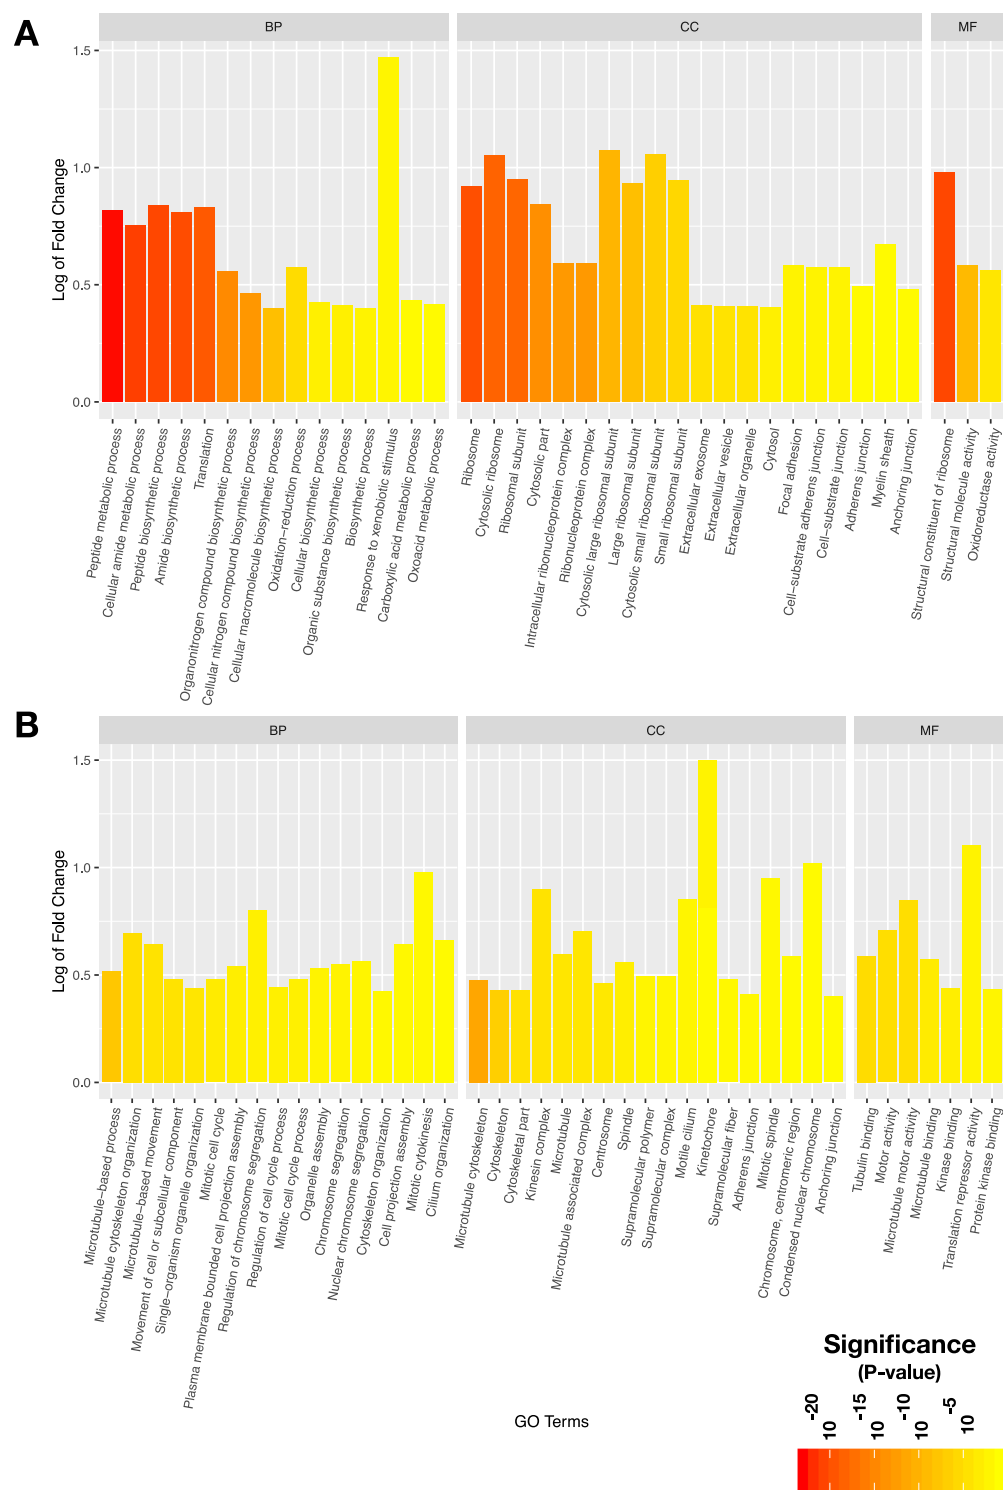 A
BP
CC
MF
Log of Fold Change
1.5
1.0
0.5
0.0
Peptide metabolic process
Cellular amide metabolic process
Peptide biosynthetic process
Amide biosynthetic process
Translation
Organonitrogen compound biosynthetic process
Cellular nitrogen compound biosynthetic process
Cellular macromolecule biosynthetic process
Oxidation−reduction process
Cellular biosynthetic process
Organic substance biosynthetic process
Biosynthetic process
Response to xenobiotic stimulus
Carboxylic acid metabolic process
Oxoacid metabolic process
Ribosome
Cytosolic ribosome
Ribosomal subunit
Cytosolic part
Intracellular ribonucleoprotein complex
Ribonucleoprotein complex
Cytosolic large ribosomal subunit
Large ribosomal subunit
Cytosolic small ribosomal subunit
Small ribosomal subunit
Extracellular exosome
Extracellular vesicle
Extracellular organelle
Cytosol
Focal adhesion
Cell−substrate adherens junction
Cell−substrate junction
Adherens junction
Myelin sheath
Anchoring junction
Structural constituent of ribosome
Structural molecule activity
Oxidoreductase activity
B
BP
CC
MF
Log of Fold Change
1.5
1.0
0.5
0.0
Microtubule−based process
Microtubule cytoskeleton organization
Microtubule−based movement
Movement of cell or subcellular component
Single−organism organelle organization
Mitotic cell cycle
Plasma membrane bounded cell projection assembly
Regulation of chromosome segregation
Regulation of cell cycle process
Mitotic cell cycle process
Organelle assembly
Chromosome segregation
Nuclear chromosome segregation
Cytoskeleton organization
Cell projection assembly
Mitotic cytokinesis
Cilium organization
Microtubule cytoskeleton
Cytoskeleton
Cytoskeletal part
Kinesin complex
Microtubule
Microtubule associated complex
Centrosome
Spindle
Supramolecular polymer
Supramolecular complex
Motile cilium
Kinetochore
Supramolecular fiber
Adherens junction
Mitotic spindle
Chromosome, centromeric region
Condensed nuclear chromosome
Anchoring junction
Tubulin binding
Motor activity
Microtubule motor activity
Microtubule binding
Kinase binding
Translation repressor activity
Protein kinase binding
GO Terms
Significance
(P-value)
10-20
10-15
10-10
10-5